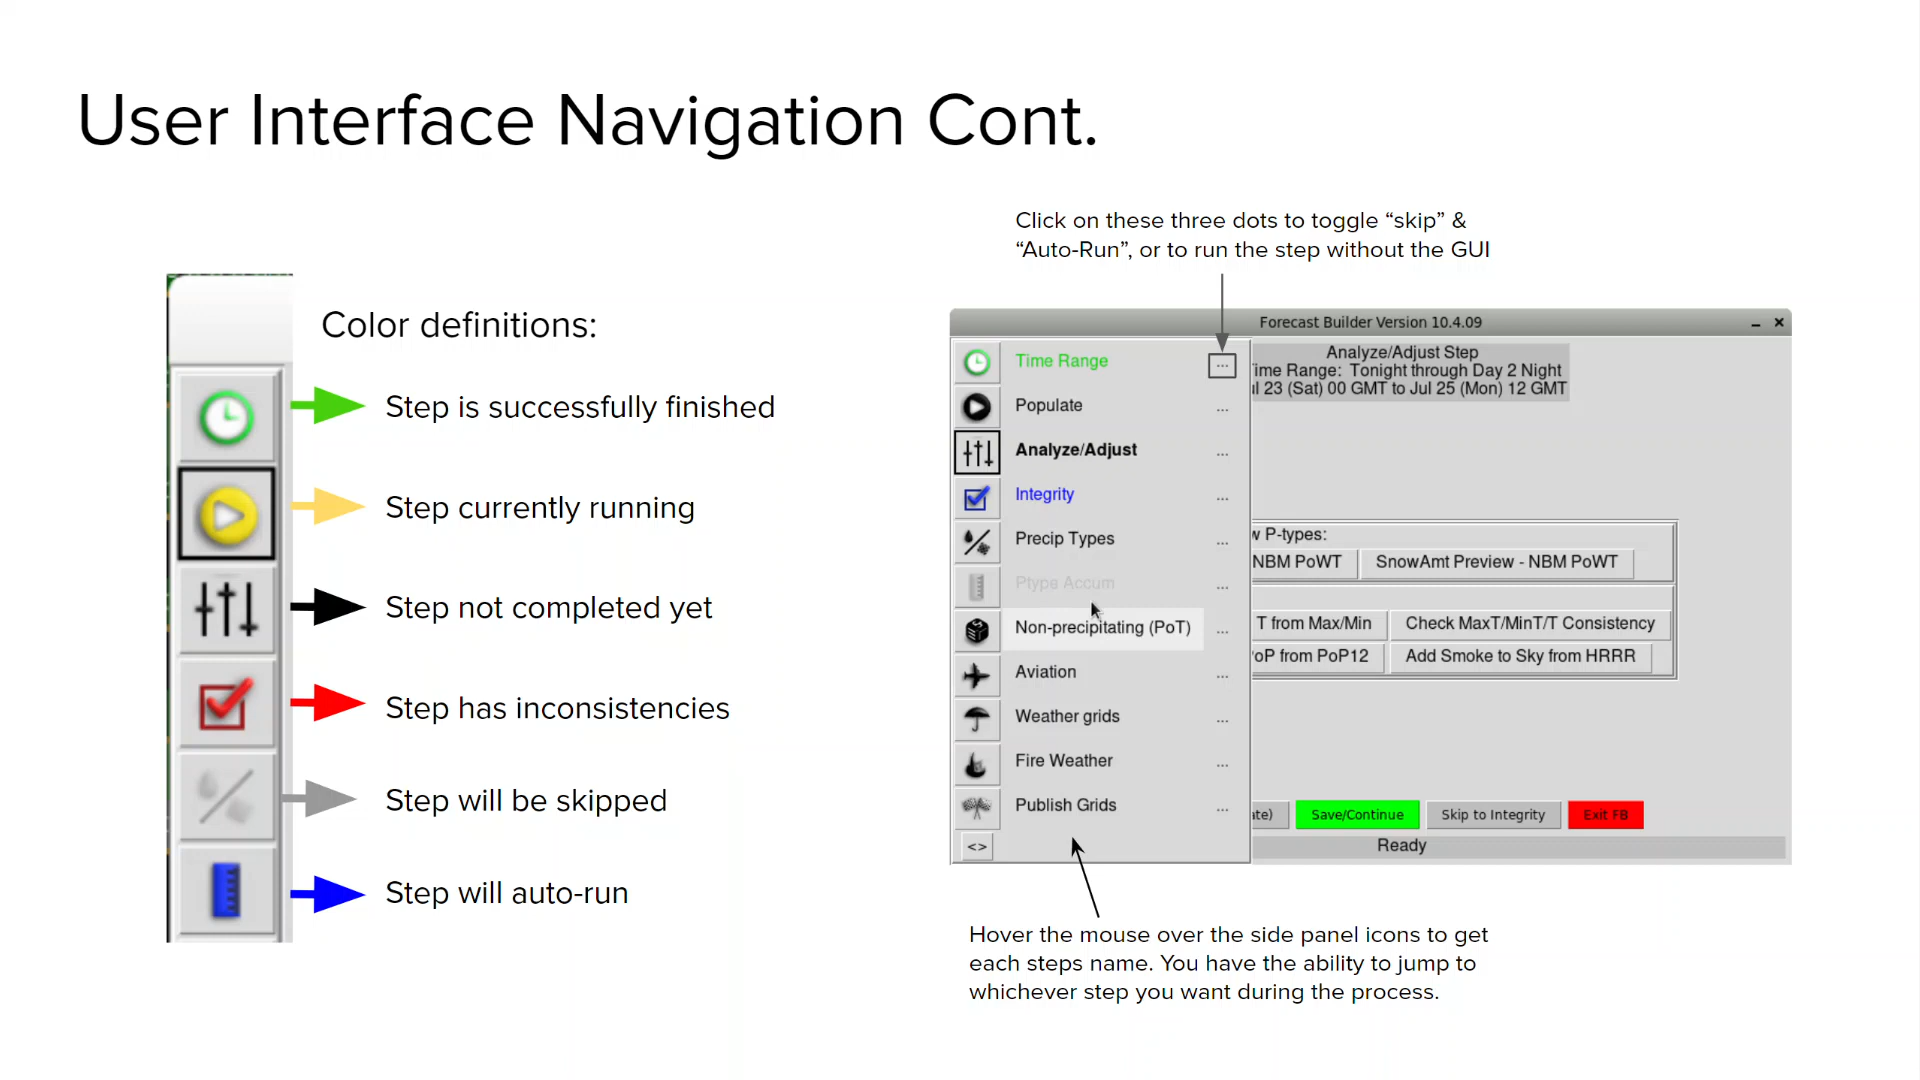 User Interface Navigation Cont.
Color definitions:
Step is successfully finished
Step currently running
Step not completed yet
Step has inconsistencies
Step will be skipped
Step will auto-run
Click on these three dots to toggle “skip” &
“Auto-Run”, or to run the step without the GUI
Forecast Builder Version 10.4.09
Time Range ...
Populate ...
Analyze/Adjust ...
Integrity ...
Precip Types ...
Ptype Accum ...
Non-precipitating (PoT) ...
Aviation ...
Weather grids ...
Fire Weather ...
Publish Grids ...
<>
Analyze/Adjust Step
ime Range: Tonight through Day 2 Night
ul 23 (Sat) 00 GMT to Jul 25 (Mon) 12 GMT
w P-types:
NBM PoWT SnowAmt Preview - NBM PoWT
T from Max/Min Check MaxT/MinT/T Consistency
PoP from PoP12 Add Smoke to Sky from HRRR
ate) Save/Continue Skip to Integrity Exit FB
Ready
Hover the mouse over the side panel icons to get
each steps name. You have the ability to jump to
whichever step you want during the process.